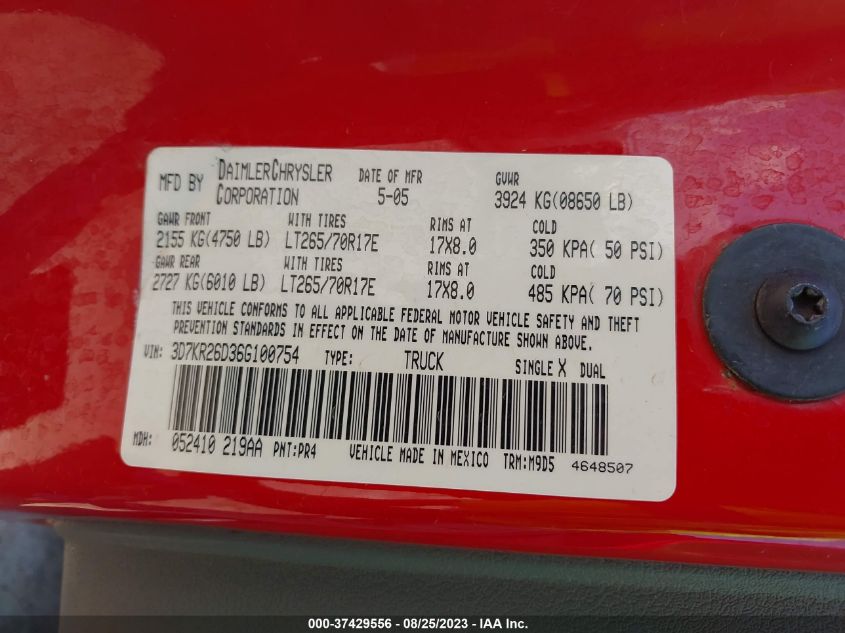 MFD BY DAIMLERCHRYSLER CORPORATION DATE OF MFR 5-05 GVWR 3924 KG(08650 LB)
GAWR FRONT WITH TIRES RIMS AT COLD
2155 KG(4750 LB) LT265/70R17E 17X8.0 350 KPA( 50 PSI)
GAWR REAR WITH TIRES RIMS AT COLD
2727 KG(6010 LB) LT265/70R17E 17X8.0 485 KPA( 70 PSI)
THIS VEHICLE CONFORMS TO ALL APPLICABLE FEDERAL MOTOR VEHICLE SAFETY AND THEFT
PREVENTION STANDARDS IN EFFECT ON THE DATE OF MANUFACTURE SHOWN ABOVE.
VIN: 3D7KR26D36G100754 TYPE: TRUCK SINGLE X DUAL
MDH: 052410 219AA PNT:PR4 VEHICLE MADE IN MEXICO TRM:M9D5 4648507
000-37429556 - 08/25/2023 - IAA Inc.